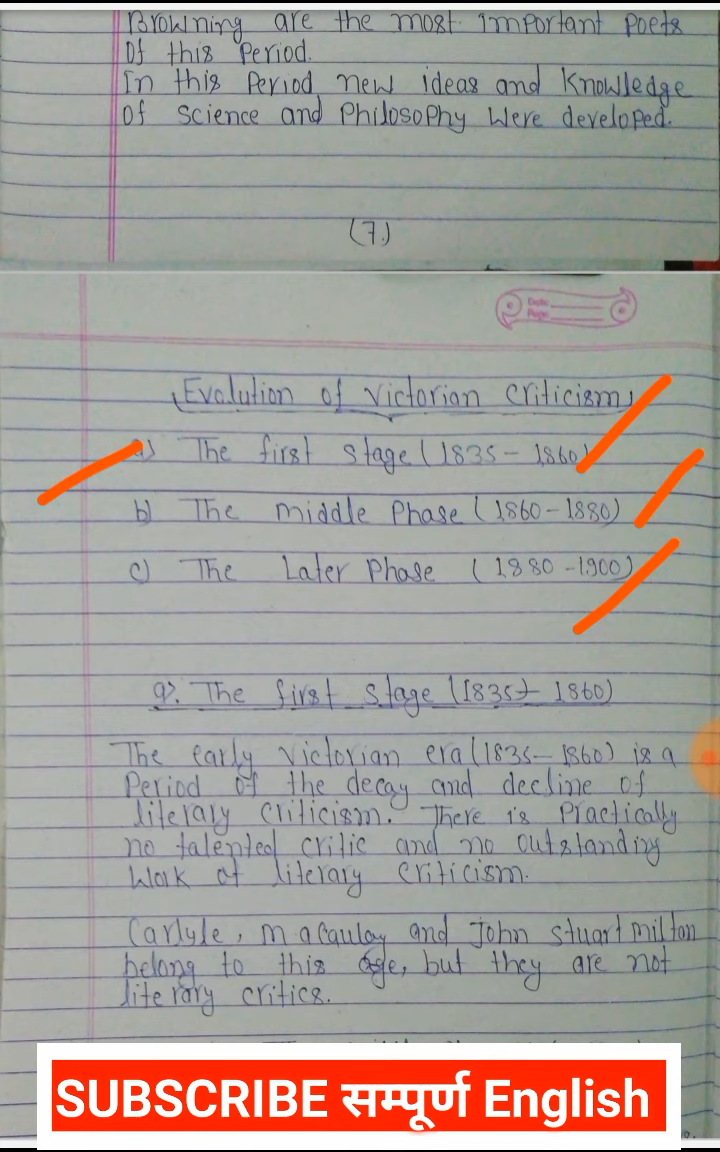 Browning are the most important poets
Of this Period.
In this Period new ideas and Knowledge
Of Science and Philosophy Were developed.
(7.)
Date
Page
Evalution of Victorian Criticism
a) The first Stage (1835 - 1860)
b) The middle Phase (1860-1880)
c) The Later Phase (1880-1900)
a). The first Stage (1835 - 1860)
The early Victorian era (1835-1860) is a
Period of the decay and decline of
literary Criticism. There is Practically
no talented critic and no outstanding
Work of literary Criticism.
Carlyle, macaulay and John Stuart milton
belong to this age, but they are not
literary critics.
SUBSCRIBE सम्पूर्ण English